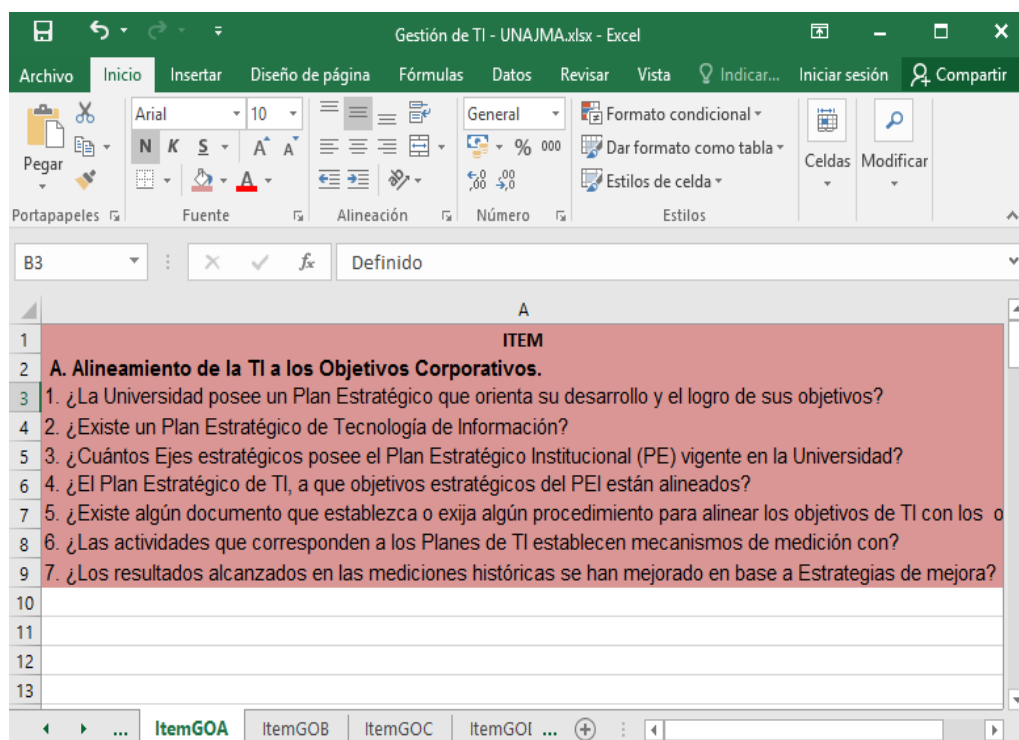 Gestión de TI - UNAJMA.xlsx - Excel
Archivo Inicio Insertar Diseño de página Fórmulas Datos Revisar Vista Indicar... Iniciar sesión Compartir
Pegar
Arial 10
N K S A A
A
General
% 000
Formato condicional
Dar formato como tabla
Estilos de celda
Celdas Modificar
Portapapeles Fuente Alineación Número Estilos
B3 fx Definido
A
1 ITEM
2 A. Alineamiento de la TI a los Objetivos Corporativos.
3 1. ¿La Universidad posee un Plan Estratégico que orienta su desarrollo y el logro de sus objetivos?
4 2. ¿Existe un Plan Estratégico de Tecnología de Información?
5 3. ¿Cuántos Ejes estratégicos posee el Plan Estratégico Institucional (PE) vigente en la Universidad?
6 4. ¿El Plan Estratégico de TI, a que objetivos estratégicos del PEI están alineados?
7 5. ¿Existe algún documento que establezca o exija algún procedimiento para alinear los objetivos de TI con los o
8 6. ¿Las actividades que corresponden a los Planes de TI establecen mecanismos de medición con?
9 7. ¿Los resultados alcanzados en las mediciones históricas se han mejorado en base a Estrategias de mejora?
10
11
12
13
... ItemGOA ItemGOB ItemGOC ItemGOI ...